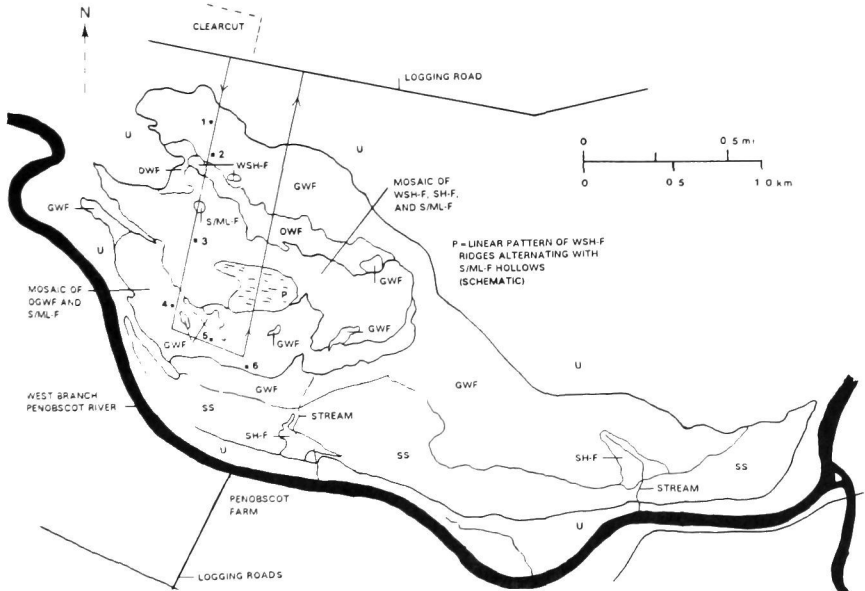 N
CLEARCUT
LOGGING ROAD
1
U
2
U
0
0.5 mi
0
0.5
1.0 km
OWF
WSH-F
GWF
MOSAIC OF
WSH-F, SH-F,
AND S/ML-F
GWF
S/ML-F
OWF
3
P = LINEAR PATTERN OF WSH-F
RIDGES ALTERNATING WITH
S/ML-F HOLLOWS
(SCHEMATIC)
U
GWF
MOSAIC OF
OGWF AND
S/ML-F
P
4
GWF
5
GWF
GWF
6
U
GWF
GWF
WEST BRANCH
PENOBSCOT RIVER
SS
STREAM
SH-F
U
SS
SH-F
SS
STREAM
PENOBSCOT
FARM
U
LOGGING ROADS